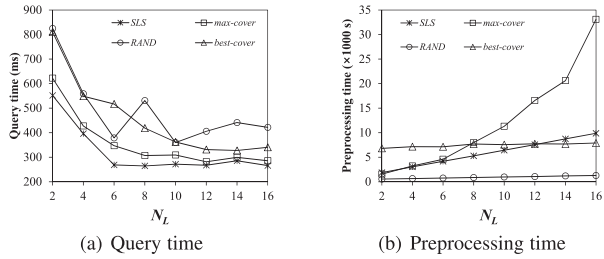 900
800
700
600
500
400
300
200
Query time (ms)
SLS max-cover
RAND best-cover
2 4 6 8 10 12 14 16
N_L
(a) Query time
35
30
25
20
15
10
5
0
Preprocessing time (×1000 s)
SLS max-cover
RAND best-cover
2 4 6 8 10 12 14 16
N_L
(b) Preprocessing time